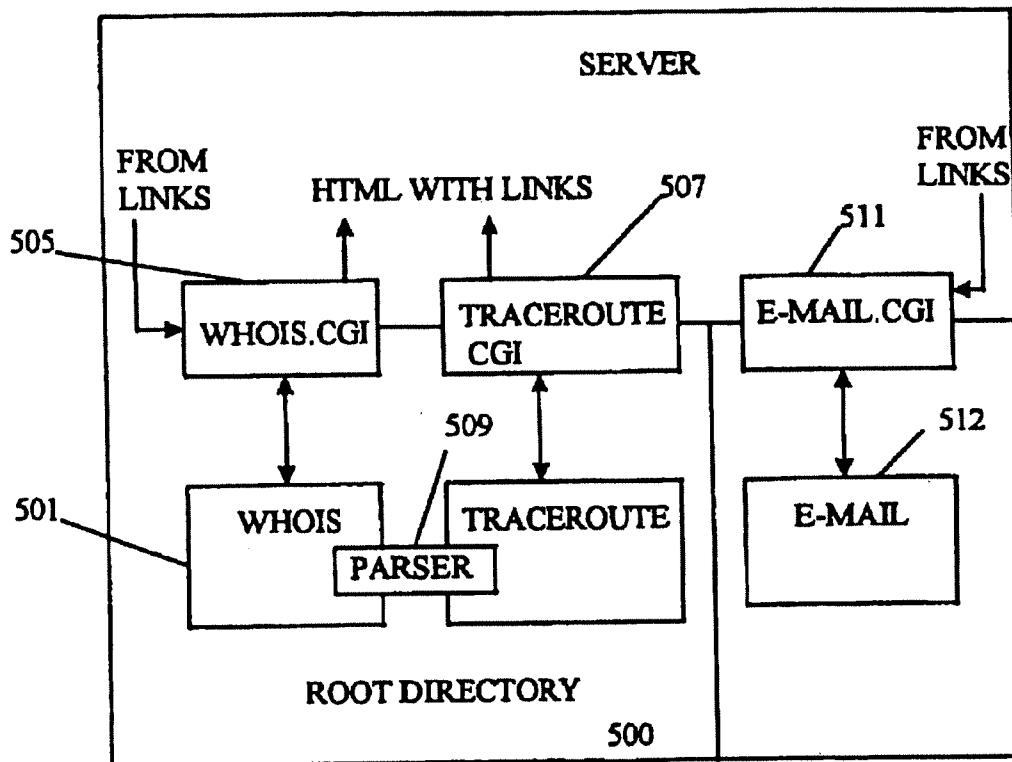 SERVER
FROM
LINKS
HTML WITH LINKS
507
FROM
LINKS
505
511
WHOIS.CGI
TRACEROUTE
CGI
E-MAIL.CGI
509
512
501
WHOIS
TRACEROUTE
E-MAIL
PARSER
ROOT DIRECTORY
500